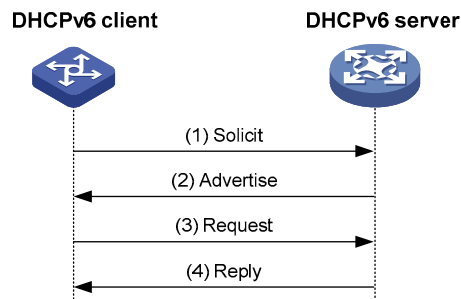 DHCPv6 client
DHCPv6 server
(1) Solicit
(2) Advertise
(3) Request
(4) Reply